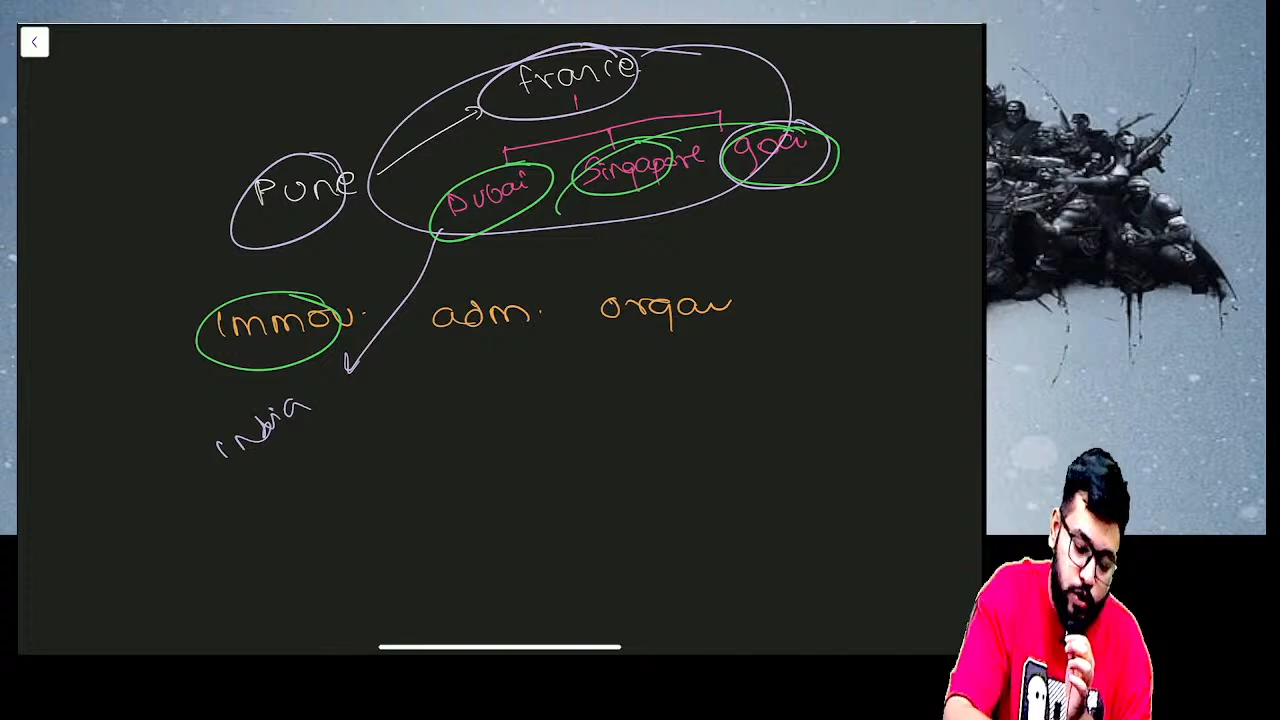 france
Pune
Dubai Singapore goa
immov. adm. organ
india